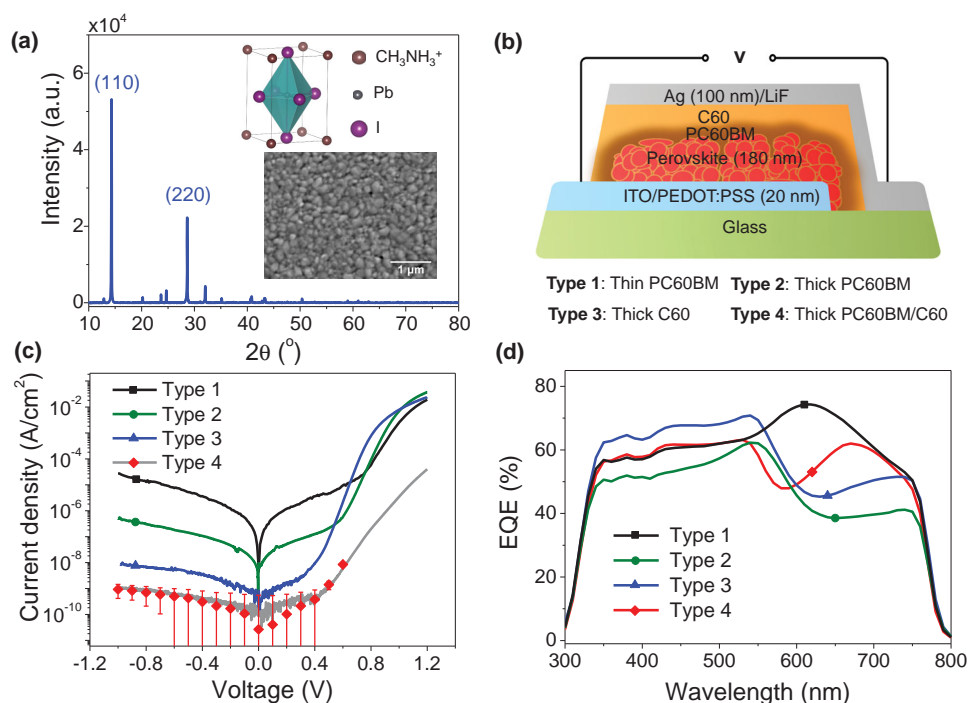 (a)
x10⁴
6
4
2
0
Intensity (a.u.)
(110)
(220)
CH₃NH₃⁺
Pb
I
1 µm
10 20 30 40 50 60 70 80
2θ (°)
(b)
V
Ag (100 nm)/LiF
C60
PC60BM
Perovskite (180 nm)
ITO/PEDOT:PSS (20 nm)
Glass
Type 1: Thin PC60BM Type 2: Thick PC60BM
Type 3: Thick C60 Type 4: Thick PC60BM/C60
(c)
Current density (A/cm²)
10⁻²
10⁻⁴
10⁻⁶
10⁻⁸
10⁻¹⁰
Type 1
Type 2
Type 3
Type 4
-1.2 -0.8 -0.4 0.0 0.4 0.8 1.2
Voltage (V)
(d)
EQE (%)
80
60
40
20
0
Type 1
Type 2
Type 3
Type 4
300 400 500 600 700 800
Wavelength (nm)